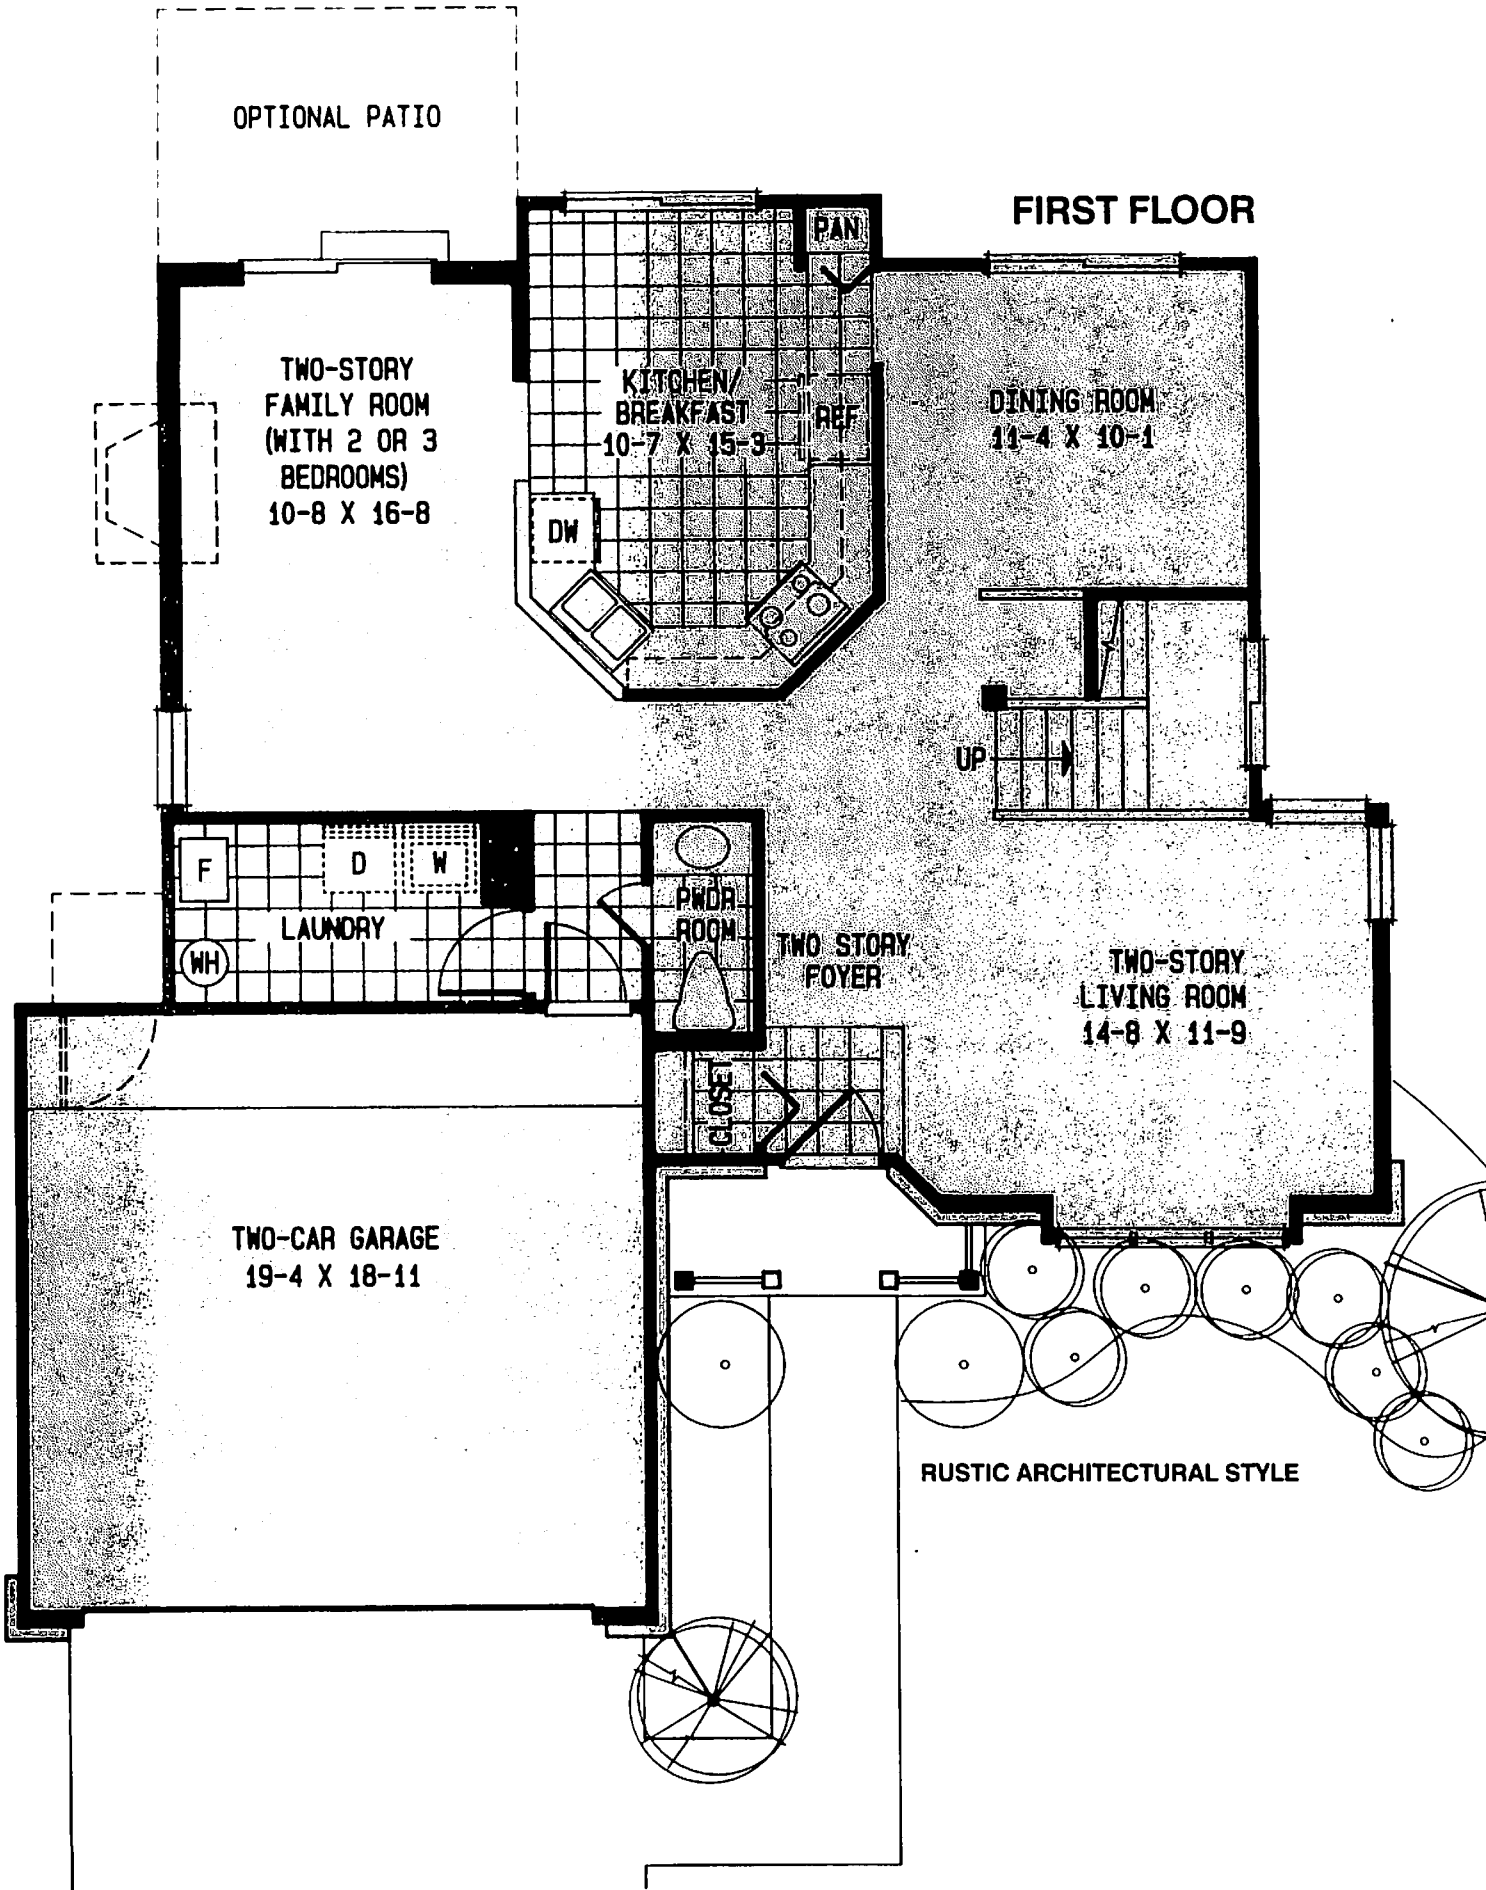 OPTIONAL PATIO
FIRST FLOOR
PAN
TWO-STORY
FAMILY ROOM
(WITH 2 OR 3
BEDROOMS)
10-8 X 16-8
KITCHEN/
BREAKFAST
10-7 X 15-3
REF
DINING ROOM
11-4 X 10-1
DW
UP
F
D
W
LAUNDRY
WH
PWDR
ROOM
TWO STORY
FOYER
TWO-STORY
LIVING ROOM
14-8 X 11-9
CLOSET
TWO-CAR GARAGE
19-4 X 18-11
RUSTIC ARCHITECTURAL STYLE